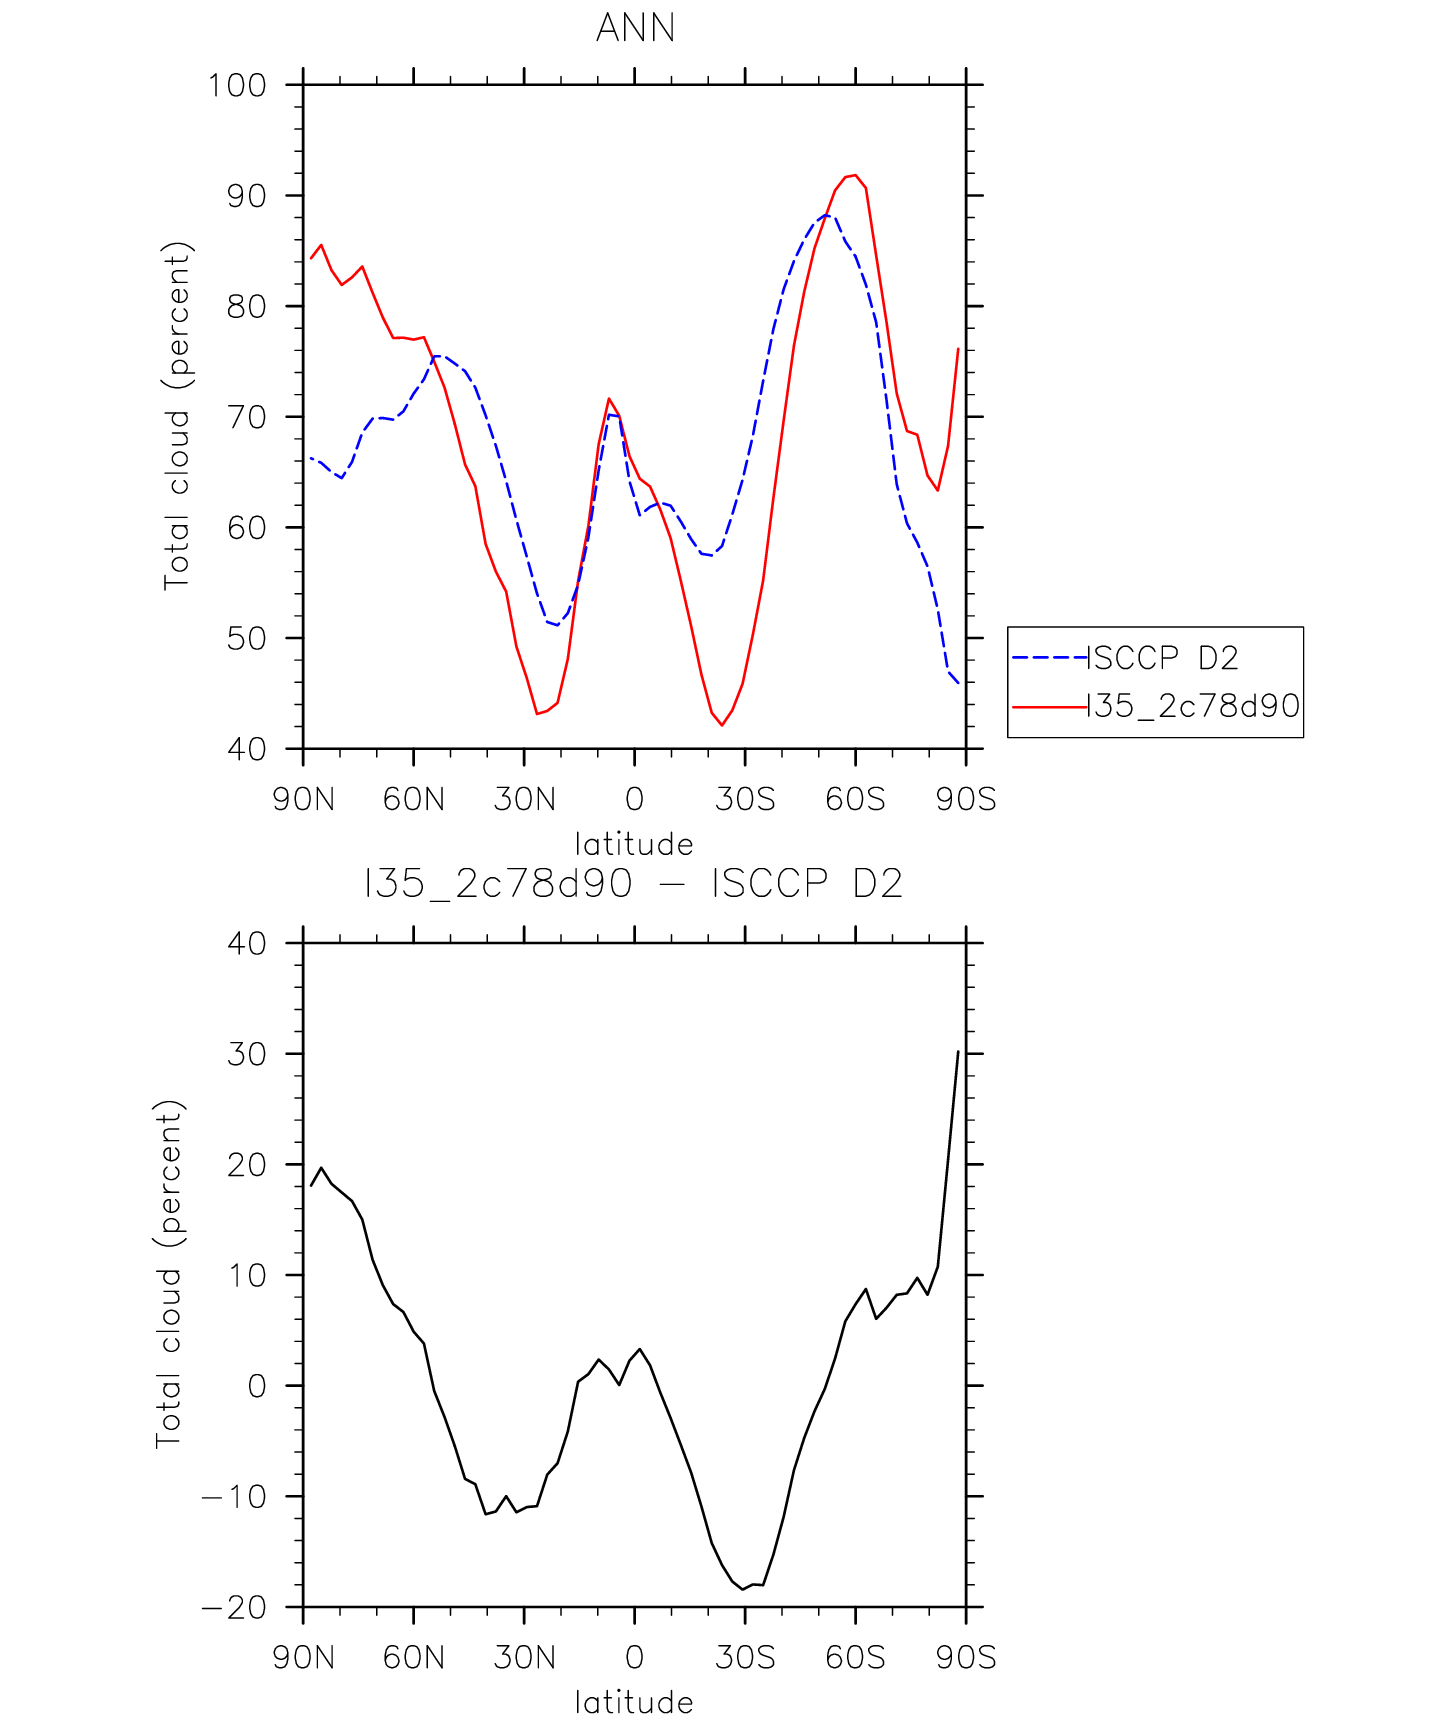 ANN
100
90
80
70
60
50
40
Total cloud (percent)
90N 60N 30N 0 30S 60S 90S
latitude
ISCCP D2
I35_2c78d90
I35_2c78d90 − ISCCP D2
40
30
20
10
0
−10
−20
Total cloud (percent)
90N 60N 30N 0 30S 60S 90S
latitude